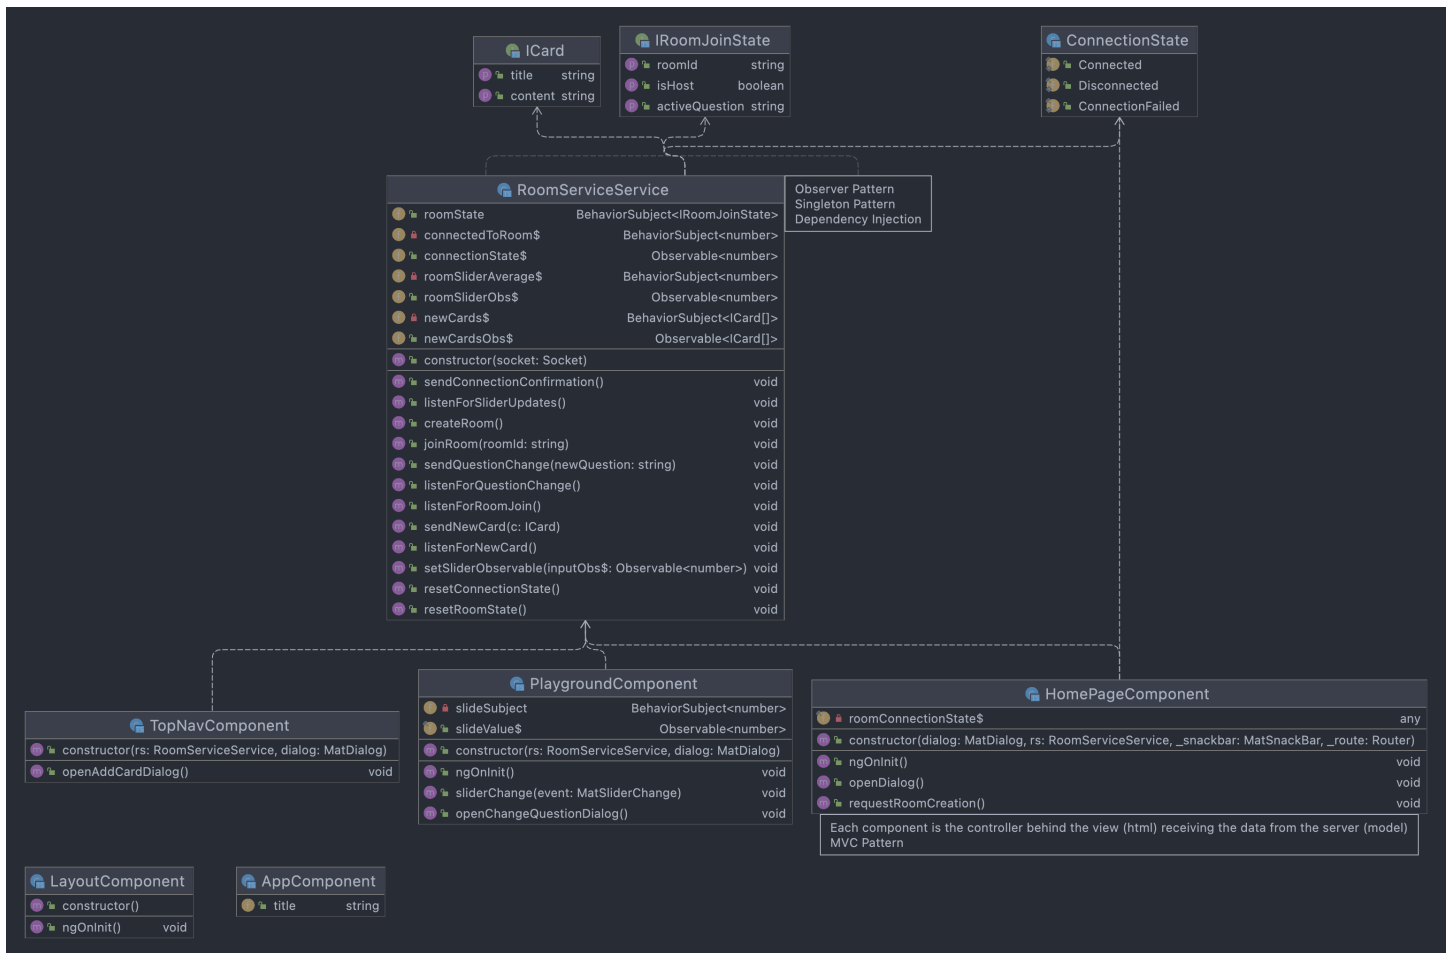 ICard
title string
content string
IRoomJoinState
roomId string
isHost boolean
activeQuestion string
ConnectionState
Connected
Disconnected
ConnectionFailed
RoomServiceService
roomState BehaviorSubject<IRoomJoinState>
connectedToRoom$ BehaviorSubject<number>
connectionState$ Observable<number>
roomSliderAverage$ BehaviorSubject<number>
roomSliderObs$ Observable<number>
newCards$ BehaviorSubject<ICard[]>
newCardsObs$ Observable<ICard[]>
constructor(socket: Socket)
sendConnectionConfirmation() void
listenForSliderUpdates() void
createRoom() void
joinRoom(roomId: string) void
sendQuestionChange(newQuestion: string) void
listenForQuestionChange() void
listenForRoomJoin() void
sendNewCard(c: ICard) void
listenForNewCard() void
setSliderObservable(inputObs$: Observable<number>) void
resetConnectionState() void
resetRoomState() void
Observer Pattern
Singleton Pattern
Dependency Injection
TopNavComponent
constructor(rs: RoomServiceService, dialog: MatDialog)
openAddCardDialog() void
PlaygroundComponent
slideSubject BehaviorSubject<number>
slideValue$ Observable<number>
constructor(rs: RoomServiceService, dialog: MatDialog)
ngOnInit() void
sliderChange(event: MatSliderChange) void
openChangeQuestionDialog() void
HomePageComponent
roomConnectionState$ any
constructor(dialog: MatDialog, rs: RoomServiceService, _snackbar: MatSnackBar, _route: Router)
ngOnInit() void
openDialog() void
requestRoomCreation() void
Each component is the controller behind the view (html) receiving the data from the server (model)
MVC Pattern
LayoutComponent
constructor()
ngOnInit() void
AppComponent
title string